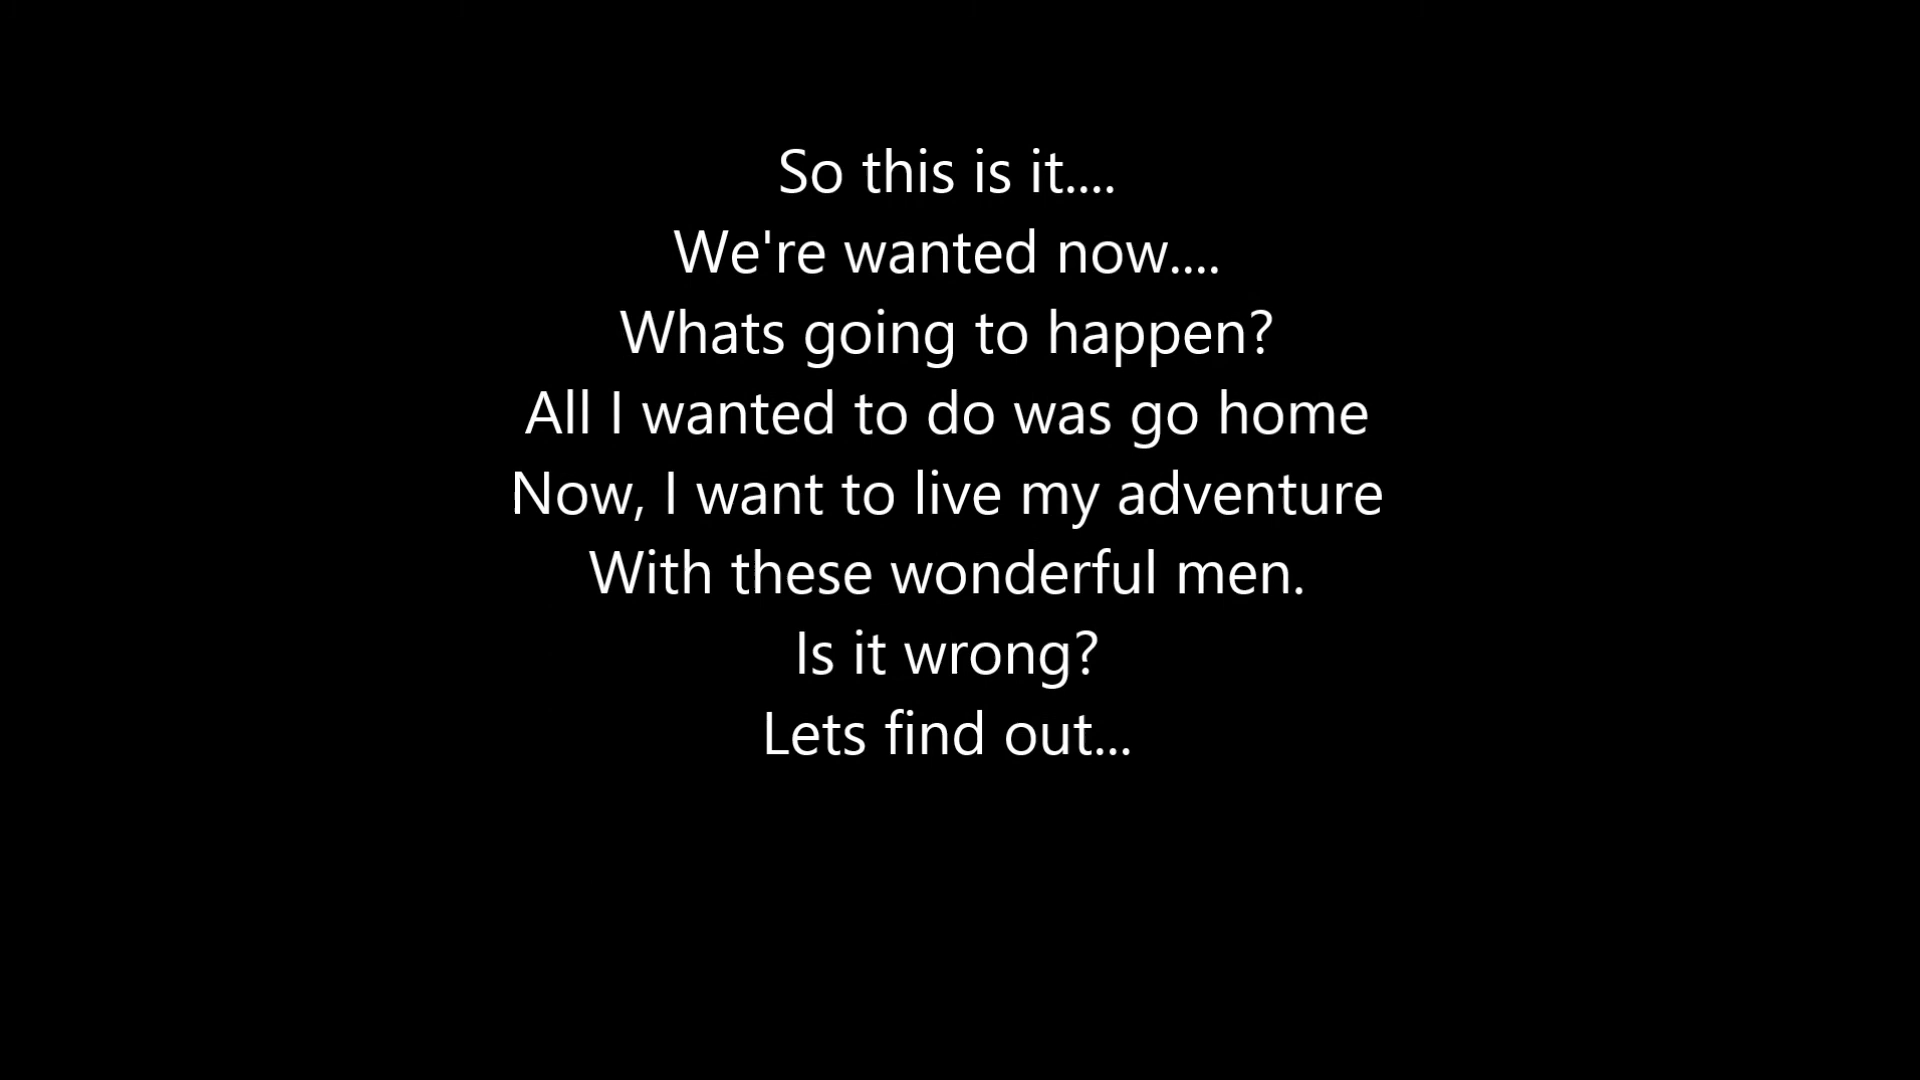 So this is it....
We're wanted now....
Whats going to happen?
All I wanted to do was go home
Now, I want to live my adventure
With these wonderful men.
Is it wrong?
Lets find out...